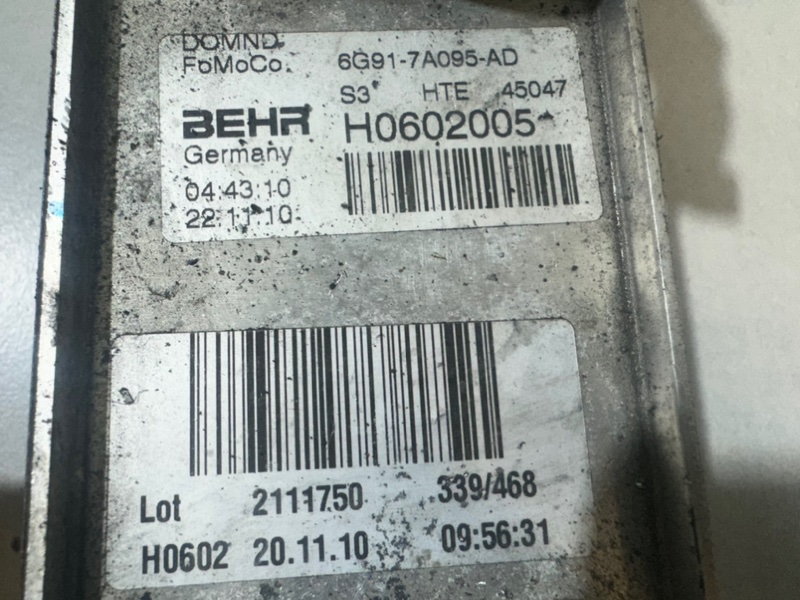 DOMND
FoMoCo. 6G91-7A095-AD
S3 HTE 45047
BEHR H0602005
Germany
04:43:10
22.11.10
Lot 2111750 339/468
H0602 20.11.10 09:56:31